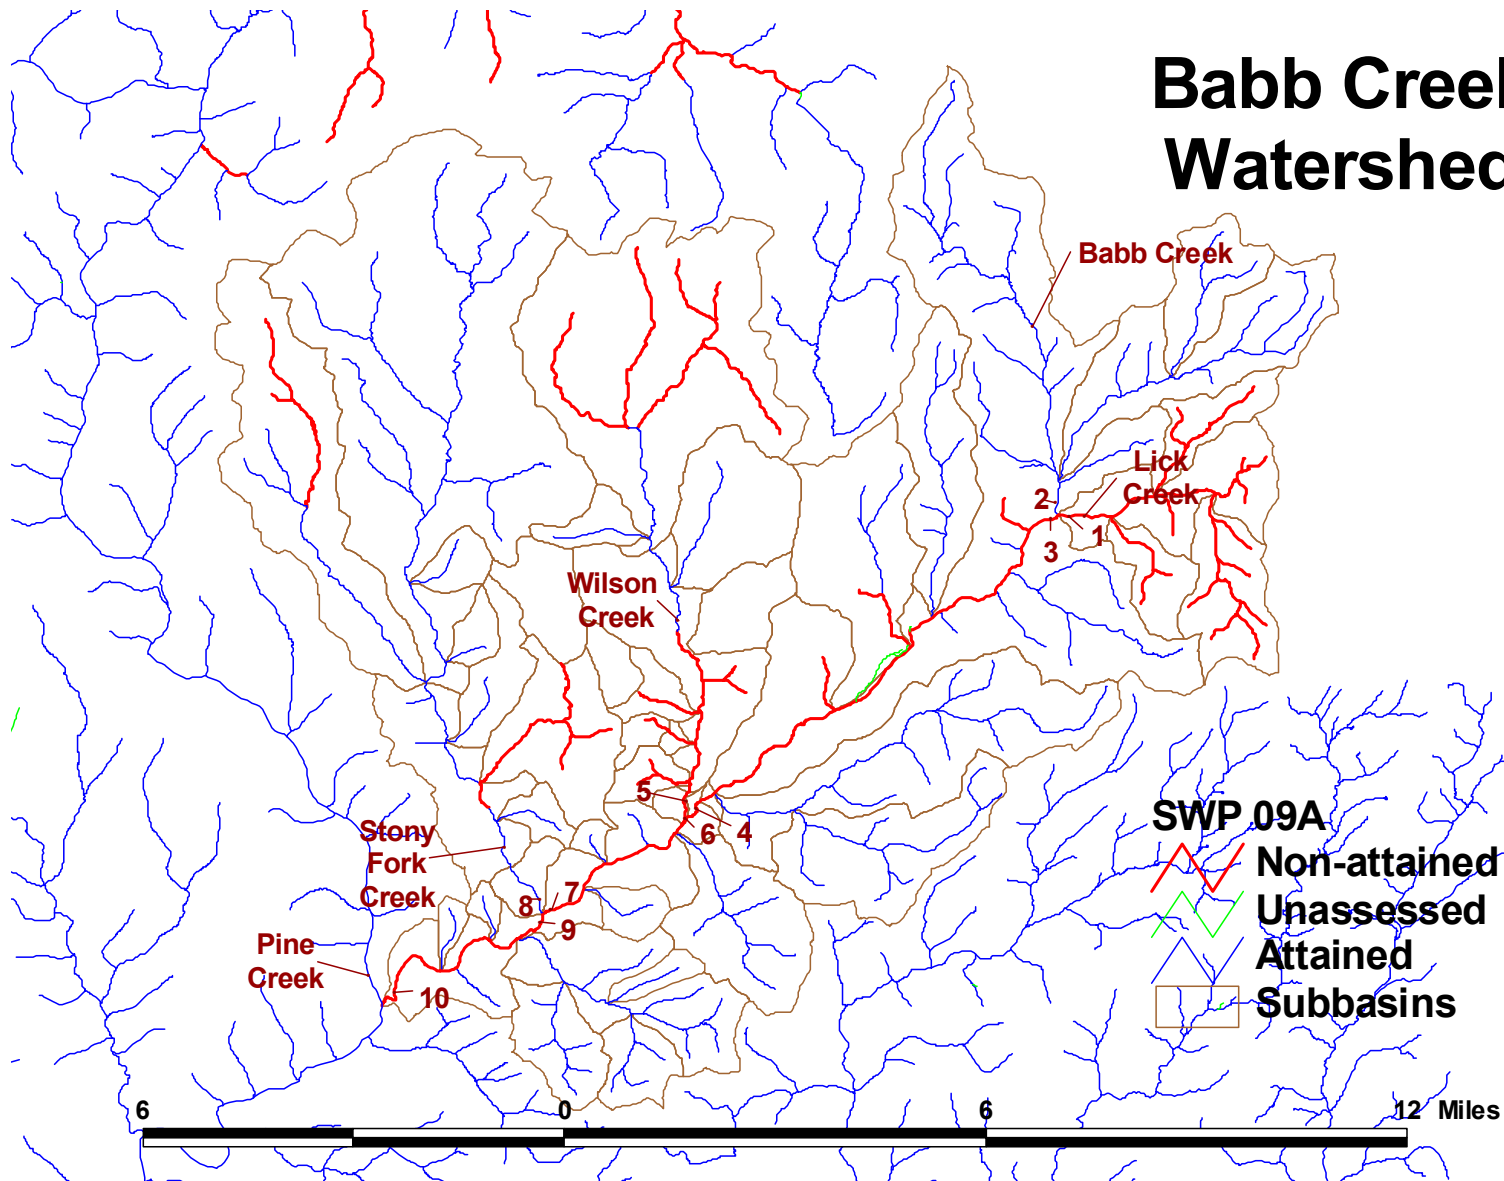 Babb Cree
Watershed
Babb Creek
Lick
Creek
2
1
3
Wilson
Creek
5
6
4
Stony
Fork
Creek
7
8
9
Pine
Creek
10
SWP 09A
Non-attained
Unassessed
Attained
Subbasins
6
0
6
12 Miles